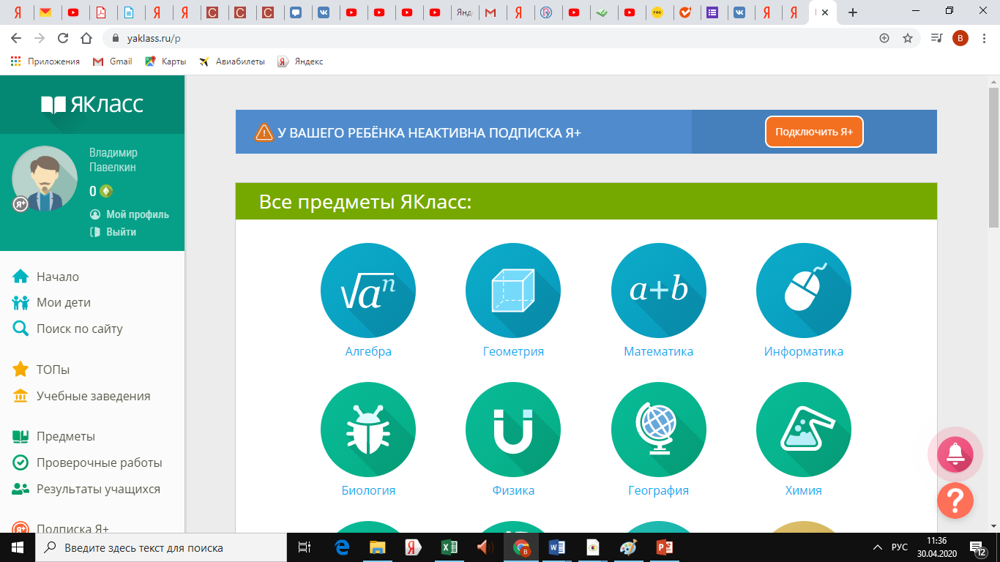 Янд
yaklass.ru/p
В
Приложения
Gmail
Карты
Авиабилеты
Яндекс
ЯКласс
Владимир
Павелкин
0
Я+
Мой профиль
Выйти
Начало
Мои дети
Поиск по сайту
ТОПы
Учебные заведения
Предметы
Проверочные работы
Результаты учащихся
Я+ Подписка Я+
У ВАШЕГО РЕБЁНКА НЕАКТИВНА ПОДПИСКА Я+
Подключить Я+
Все предметы ЯКласс:
√aⁿ
a+b
Алгебра
Геометрия
Математика
Информатика
Биология
Физика
География
Химия
?
Введите здесь текст для поиска
РУС
11:36
30.04.2020
12